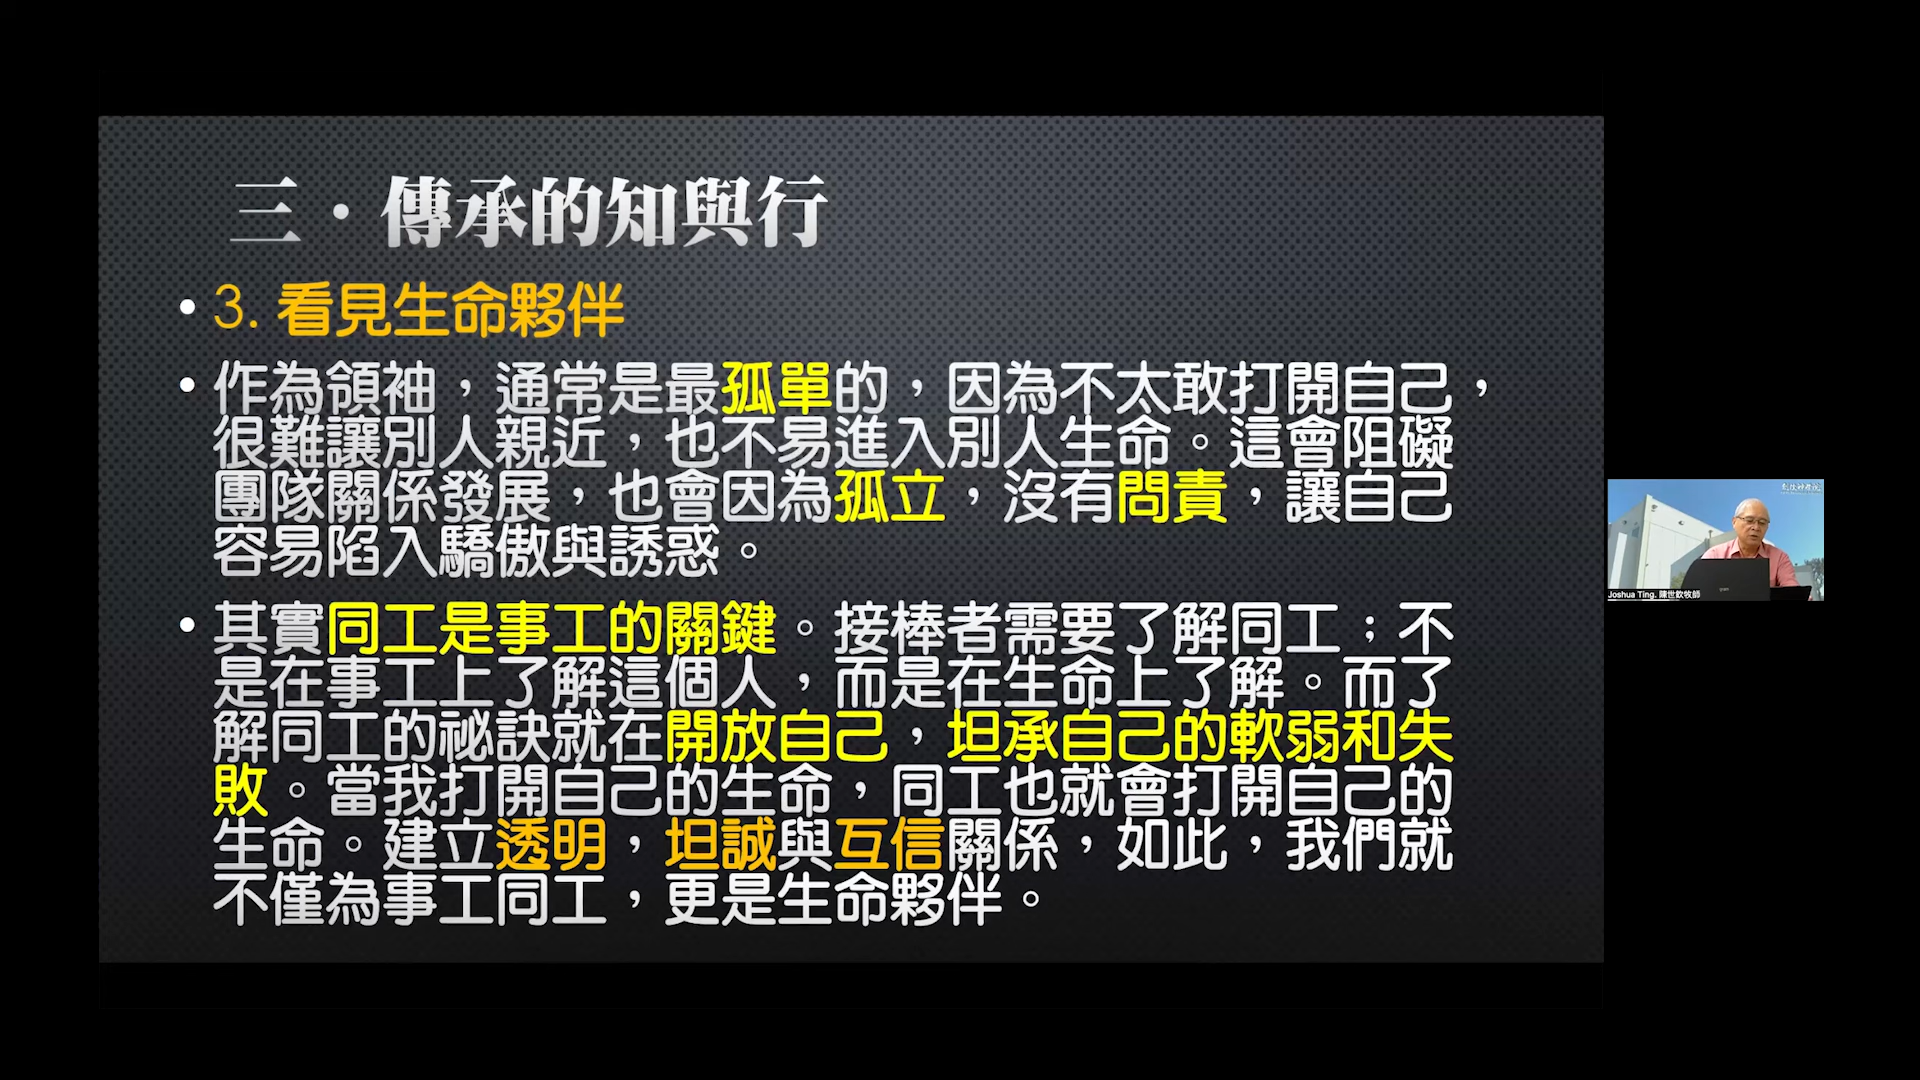 三．傳承的知與行
• 3. 看見生命夥伴
• 作為領袖，通常是最孤單的，因為不太敢打開自己，
很難讓別人親近，也不易進入別人生命。這會阻礙
團隊關係發展，也會因為孤立，沒有問責，讓自己
容易陷入驕傲與誘惑。
• 其實同工是事工的關鍵。接棒者需要了解同工；不
是在事工上了解這個人，而是在生命上了解。而了
解同工的祕訣就在開放自己，坦承自己的軟弱和失
敗。當我打開自己的生命，同工也就會打開自己的
生命。建立透明，坦誠與互信關係，如此，我們就
不僅為事工同工，更是生命夥伴。
Joshua Ting. 陳世欽牧師